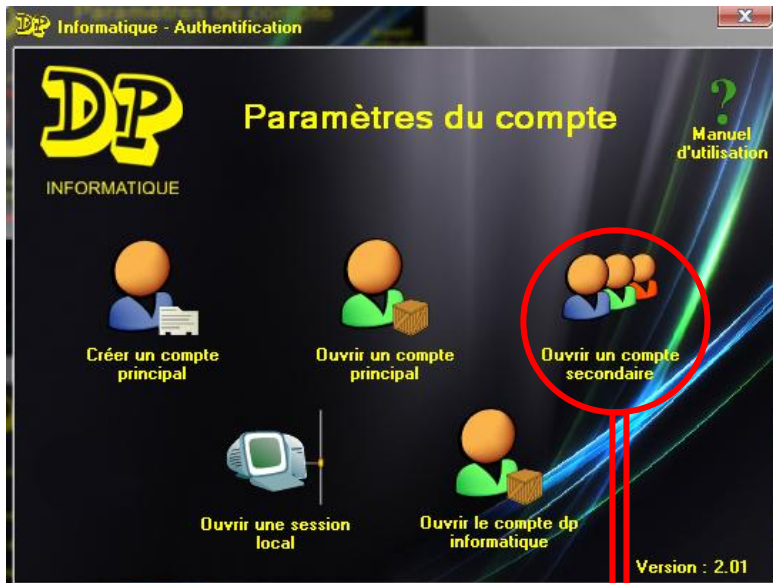 DP Informatique - Authentification
DP
INFORMATIQUE
Paramètres du compte
?
Manuel
d'utilisation
Créer un compte
principal
Ouvrir un compte
principal
Ouvrir un compte
secondaire
Ouvrir une session
local
Ouvrir le compte dp
informatique
Version : 2.01